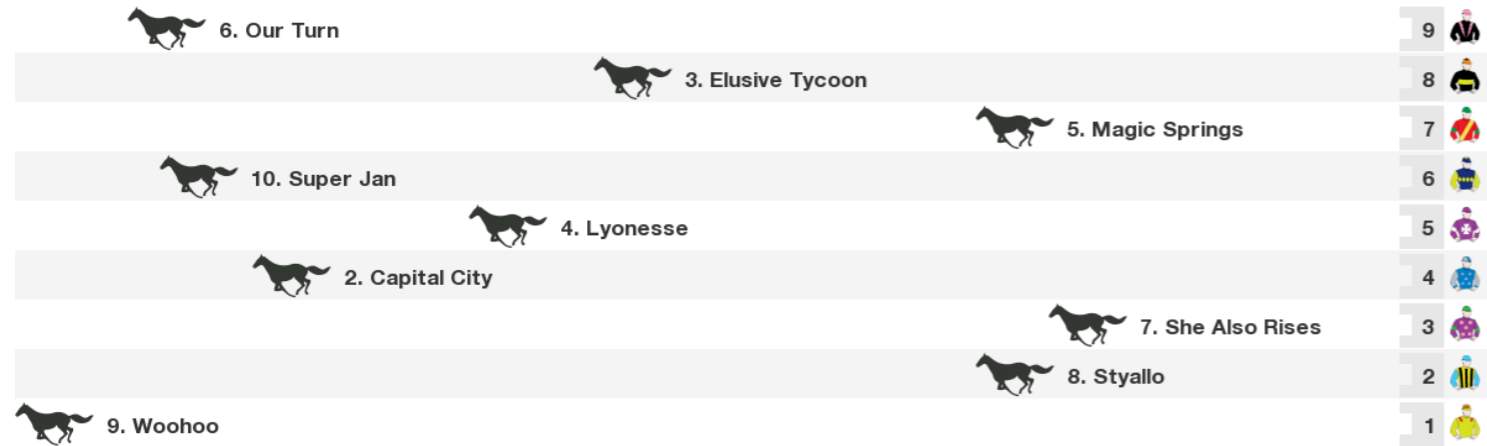 6. Our Turn 9
3. Elusive Tycoon 8
5. Magic Springs 7
10. Super Jan 6
4. Lyonesse 5
2. Capital City 4
7. She Also Rises 3
8. Styallo 2
9. Woohoo 1